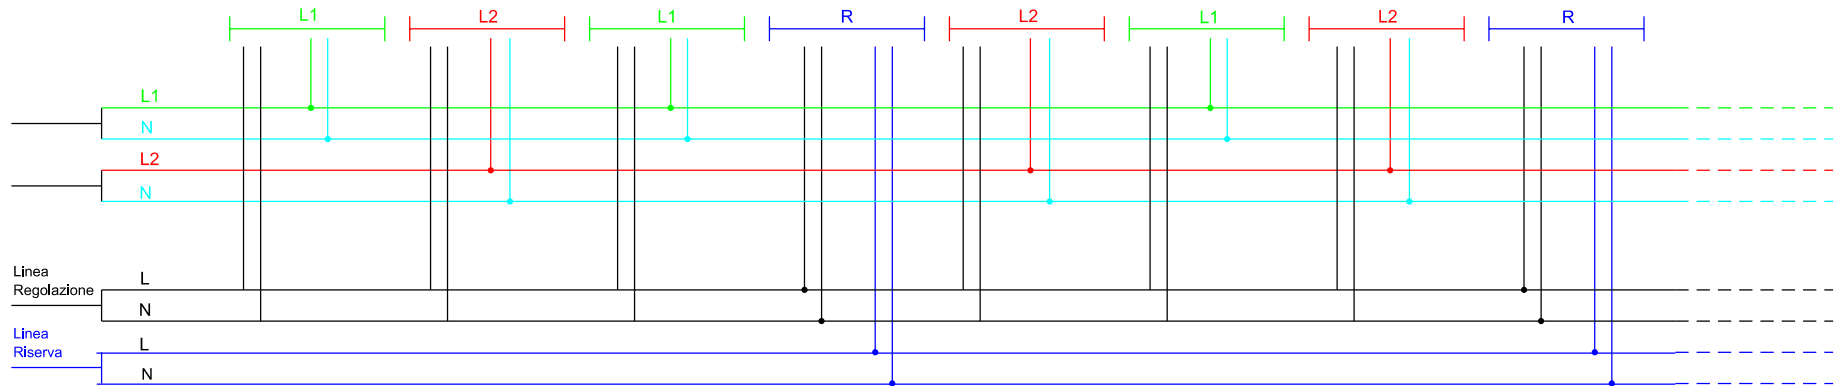 L1 L2 L1 R L2 L1 L2 R
L1
N
L2
N
Linea
Regolazione
L
N
Linea
Riserva
L
N